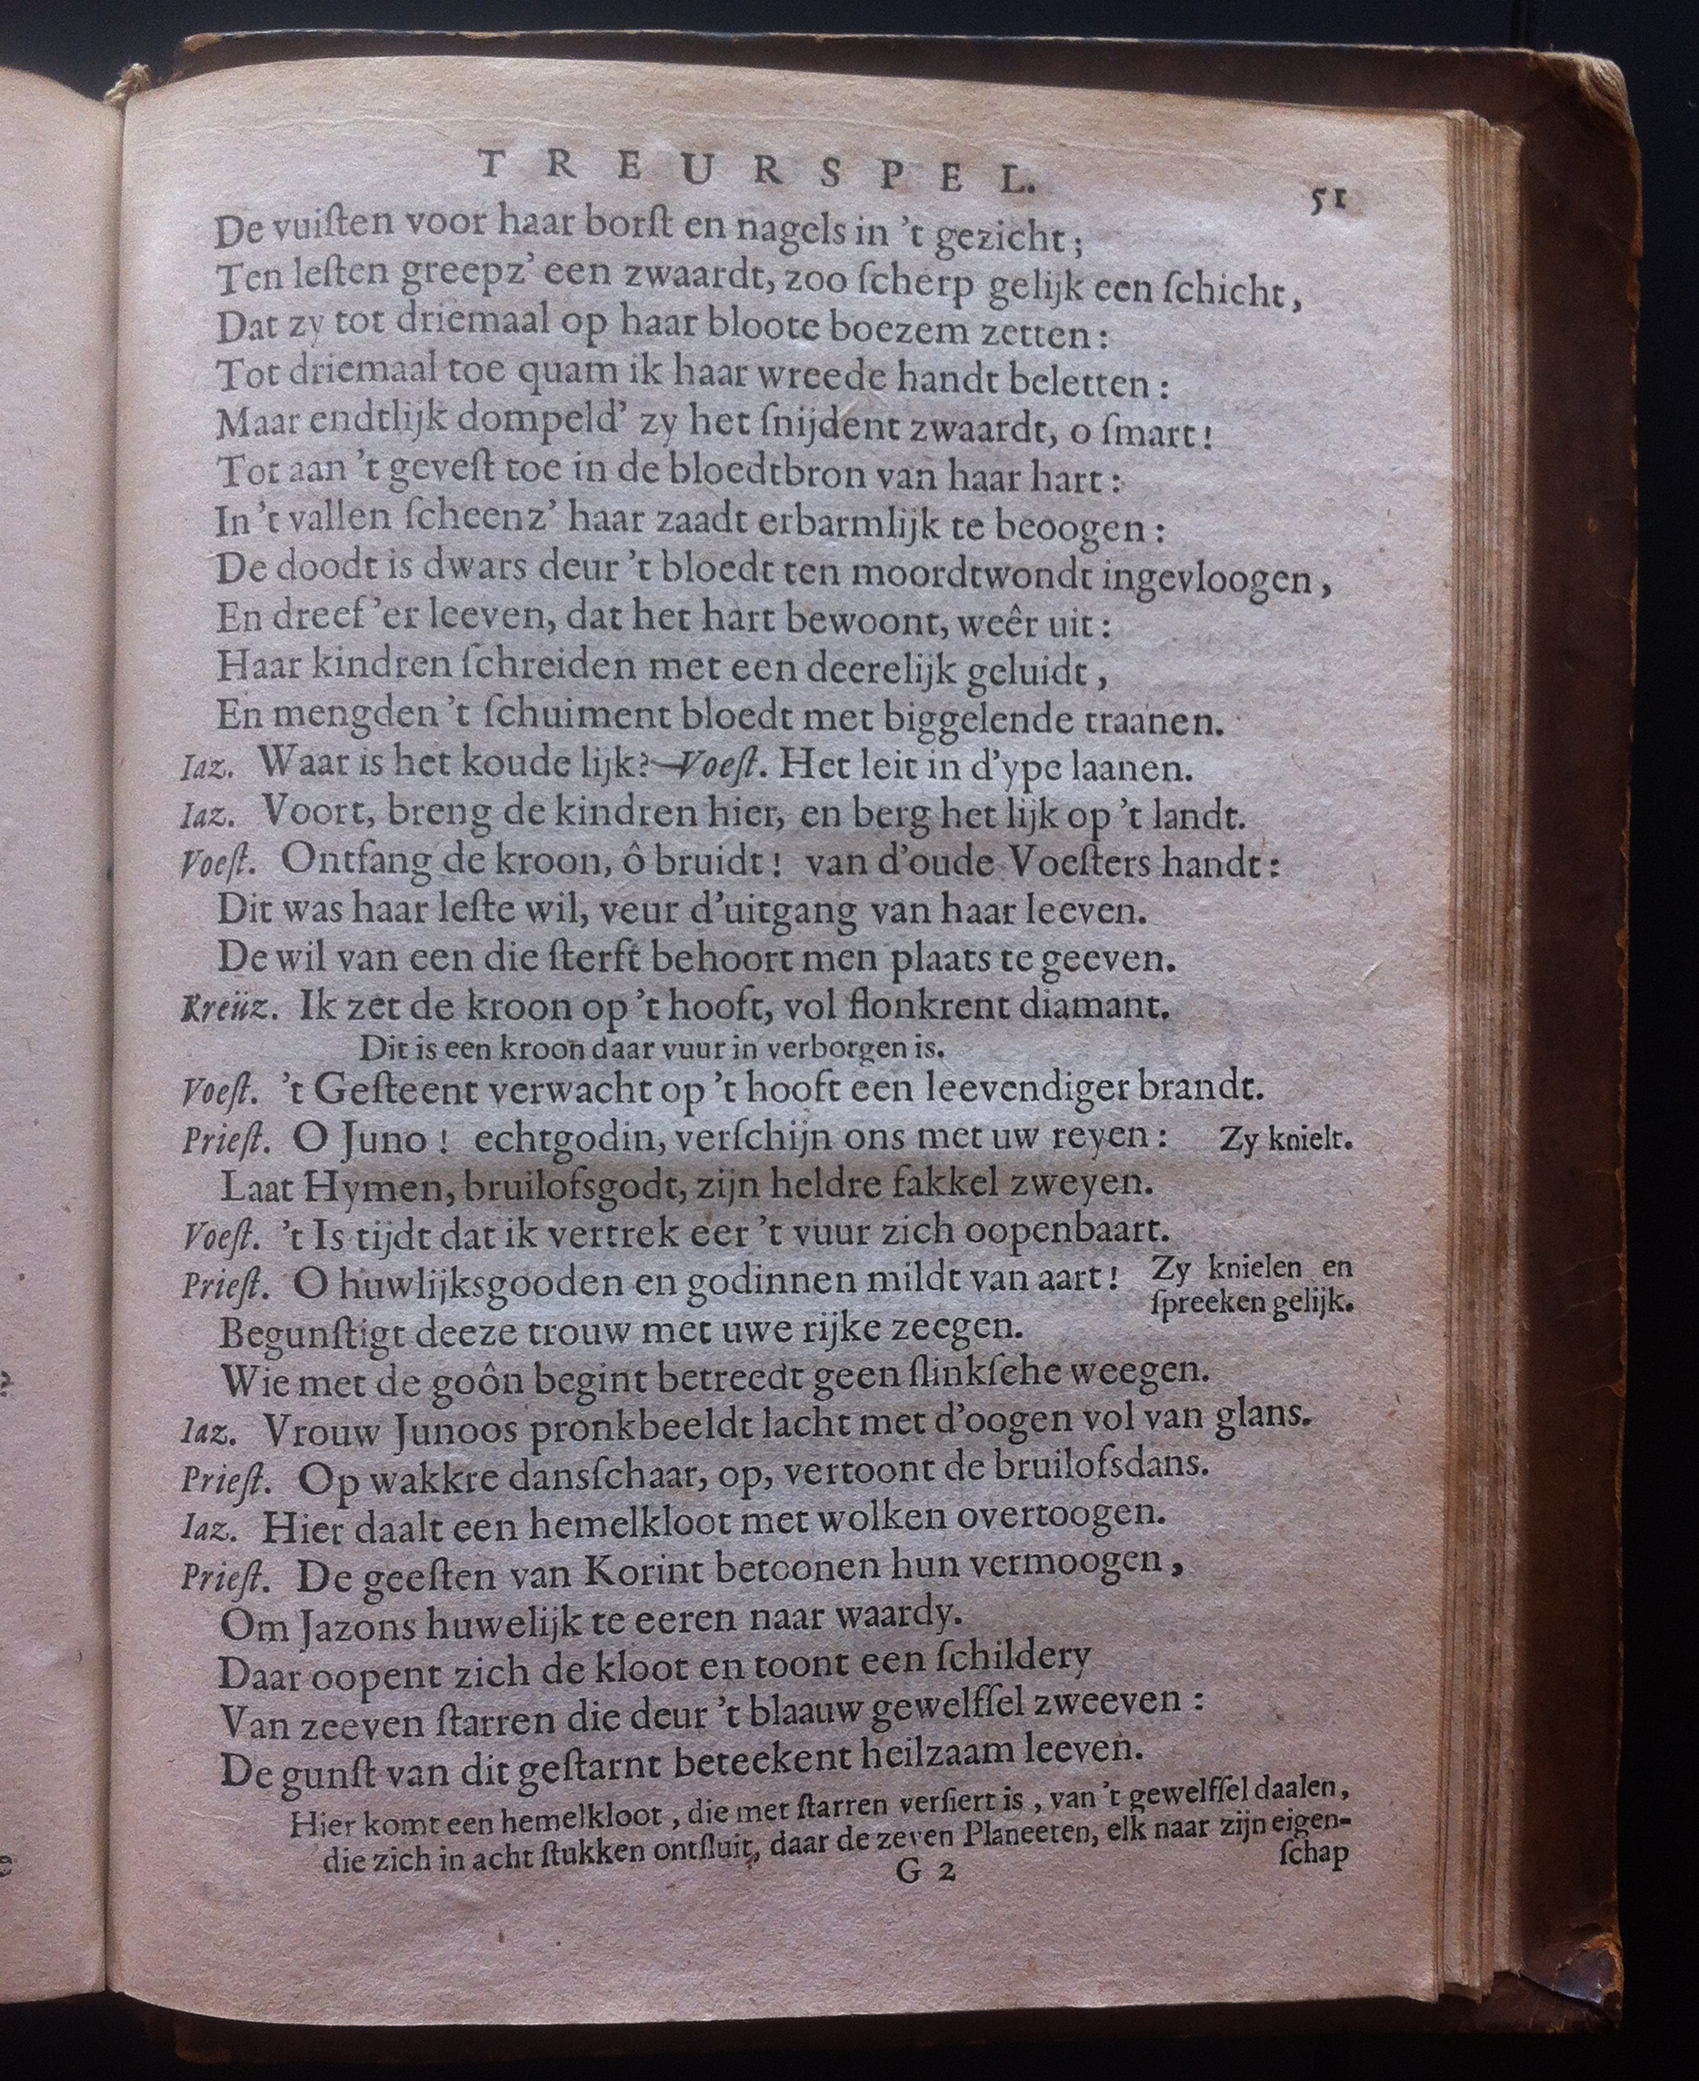 TREURSPEL. 51
De vuiſten voor haar borſt en nagels in 't gezicht;
Ten leſten greepz' een zwaardt, zoo ſcherp gelijk een ſchicht,
Dat zy tot driemaal op haar bloote boezem zetten:
Tot driemaal toe quam ik haar wreede handt beletten:
Maar endtlijk dompeld' zy het ſnijdent zwaardt, o ſmart!
Tot aan 't geveſt toe in de bloedtbron van haar hart:
In 't vallen ſcheenz' haar zaadt erbarmlijk te beoogen:
De doodt is dwars deur 't bloedt ten moordtwondt ingevloogen,
En dreef 'er leeven, dat het hart bewoont, weêr uit:
Haar kindren ſchreiden met een deerelijk geluidt,
En mengden 't ſchuiment bloedt met biggelende traanen.
Iaz. Waar is het koude lijk?—Voeſt. Het leit in d'ype laanen.
Iaz. Voort, breng de kindren hier, en berg het lijk op 't landt.
Voeſt. Ontfang de kroon, ô bruidt! van d'oude Voeſters handt:
Dit was haar leſte wil, veur d'uitgang van haar leeven.
De wil van een die ſterft behoort men plaats te geeven.
Kreüz. Ik zet de kroon op 't hooft, vol flonkrent diamant.
Dit is een kroon daar vuur in verborgen is.
Voeſt. 't Geſteent verwacht op 't hooft een leevendiger brandt.
Prieſt. O Juno! echtgodin, verſchijn ons met uw reyen: Zy knielt.
Laat Hymen, bruilofsgodt, zijn heldre fakkel zweyen.
Voeſt. 't Is tijdt dat ik vertrek eer 't vuur zich oopenbaart.
Prieſt. O huwlijksgooden en godinnen mildt van aart! Zy knielen en
ſpreeken gelijk.
Begunſtigt deeze trouw met uwe rijke zeegen.
Wie met de goôn begint betreedt geen ſlinkſche weegen.
Iaz. Vrouw Junoos pronkbeeldt lacht met d'oogen vol van glans.
Prieſt. Op wakkre dansſchaar, op, vertoont de bruilofsdans.
Iaz. Hier daalt een hemelkloot met wolken overtoogen.
Prieſt. De geeſten van Korint betoonen hun vermoogen,
Om Jazons huwelijk te eeren naar waardy.
Daar oopent zich de kloot en toont een ſchildery
Van zeeven ſtarren die deur 't blaauw gewelfſel zweeven:
De gunſt van dit geſtarnt beteekent heilzaam leeven.
Hier komt een hemelkloot, die met ſtarren verſiert is, van 't gewelfſel daalen,
die zich in acht ſtukken ontſluit, daar de zeven Planeeten, elk naar zijn eigen-
G 2 ſchap